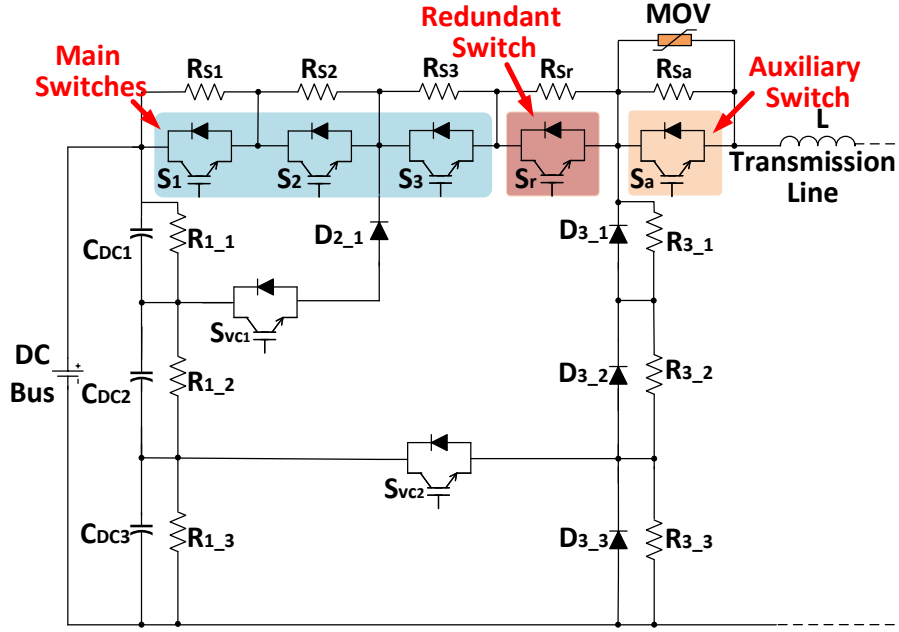 MOV
Redundant
Switch
Main
Switches
RS1
RS2
RS3
RSr
RSa
Auxiliary
Switch
L
Transmission
Line
S1
S2
S3
Sr
Sa
CDC1
R1_1
D2_1
D3_1
R3_1
SVC1
DC
Bus
+
-
CDC2
R1_2
D3_2
R3_2
SVC2
CDC3
R1_3
D3_3
R3_3